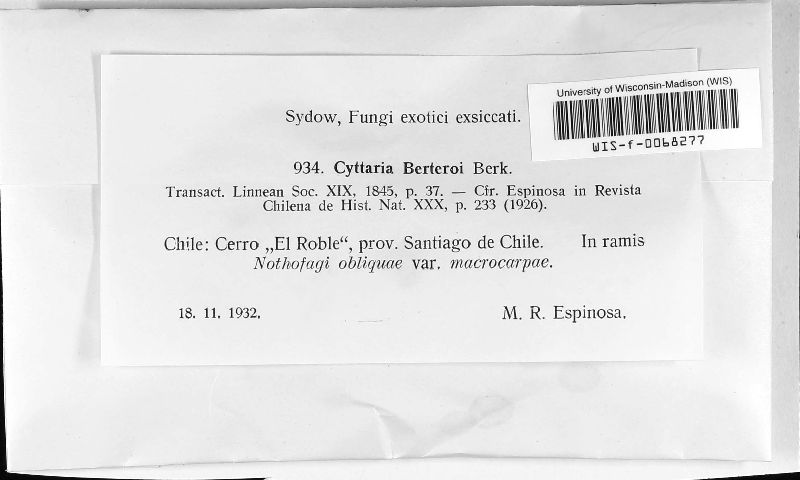 University of Wisconsin-Madison (WIS)
WIS-f-0068277
Sydow, Fungi exotici exsiccati.
934. Cyttaria Berteroi Berk.
Transact. Linnean Soc. XIX, 1845, p. 37. — Cfr. Espinosa in Revista
Chilena de Hist. Nat. XXX, p. 233 (1926).
Chile: Cerro „El Roble“, prov. Santiago de Chile. In ramis
Nothofagi obliquae var. macrocarpae.
18. 11. 1932. M. R. Espinosa.